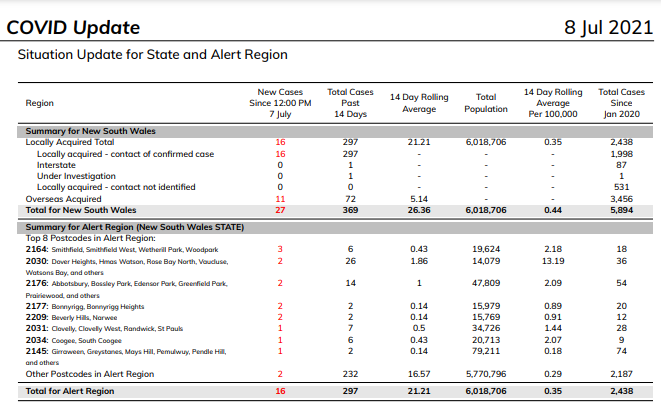 COVID Update 8 Jul 2021
Situation Update for State and Alert Region
Region New Cases Since 12:00 PM 7 July Total Cases Past 14 Days 14 Day Rolling Average Total Population 14 Day Rolling Average Per 100,000 Total Cases Since Jan 2020
Summary for New South Wales
Locally Acquired Total 16 297 21.21 6,018,706 0.35 2,438
Locally acquired - contact of confirmed case 16 297 - - - 1,998
Interstate 0 1 - - - 87
Under Investigation 0 1 - - - 1
Locally acquired - contact not identified 0 0 - - - 531
Overseas Acquired 11 72 5.14 3,456
Total for New South Wales 27 369 26.36 6,018,706 0.44 5,894
Summary for Alert Region (New South Wales STATE)
Top 8 Postcodes in Alert Region:
2164: Smithfield, Smithfield West, Wetherill Park, Woodpark 3 6 0.43 19,624 2.18 18
2030: Dover Heights, Hmas Watson, Rose Bay North, Vaucluse, 2 26 1.86 14,079 13.19 36
Watsons Bay, and others
2176: Abbotsbury, Bossley Park, Edensor Park, Greenfield Park, 2 14 1 47,809 2.09 54
Prairiewood, and others
2177: Bonnyrigg, Bonnyrigg Heights 2 2 0.14 15,979 0.89 20
2209: Beverly Hills, Narwee 2 2 0.14 15,769 0.91 12
2031: Clovelly, Clovelly West, Randwick, St Pauls 1 7 0.5 34,726 1.44 28
2034: Coogee, South Coogee 1 6 0.43 20,713 2.07 9
2145: Girraween, Greystanes, Mays Hill, Pemulwuy, Pendle Hill, 1 2 0.14 79,211 0.18 74
and others
Other Postcodes in Alert Region 2 232 16.57 5,770,796 0.29 2,187
Total for Alert Region 16 297 21.21 6,018,706 0.35 2,438